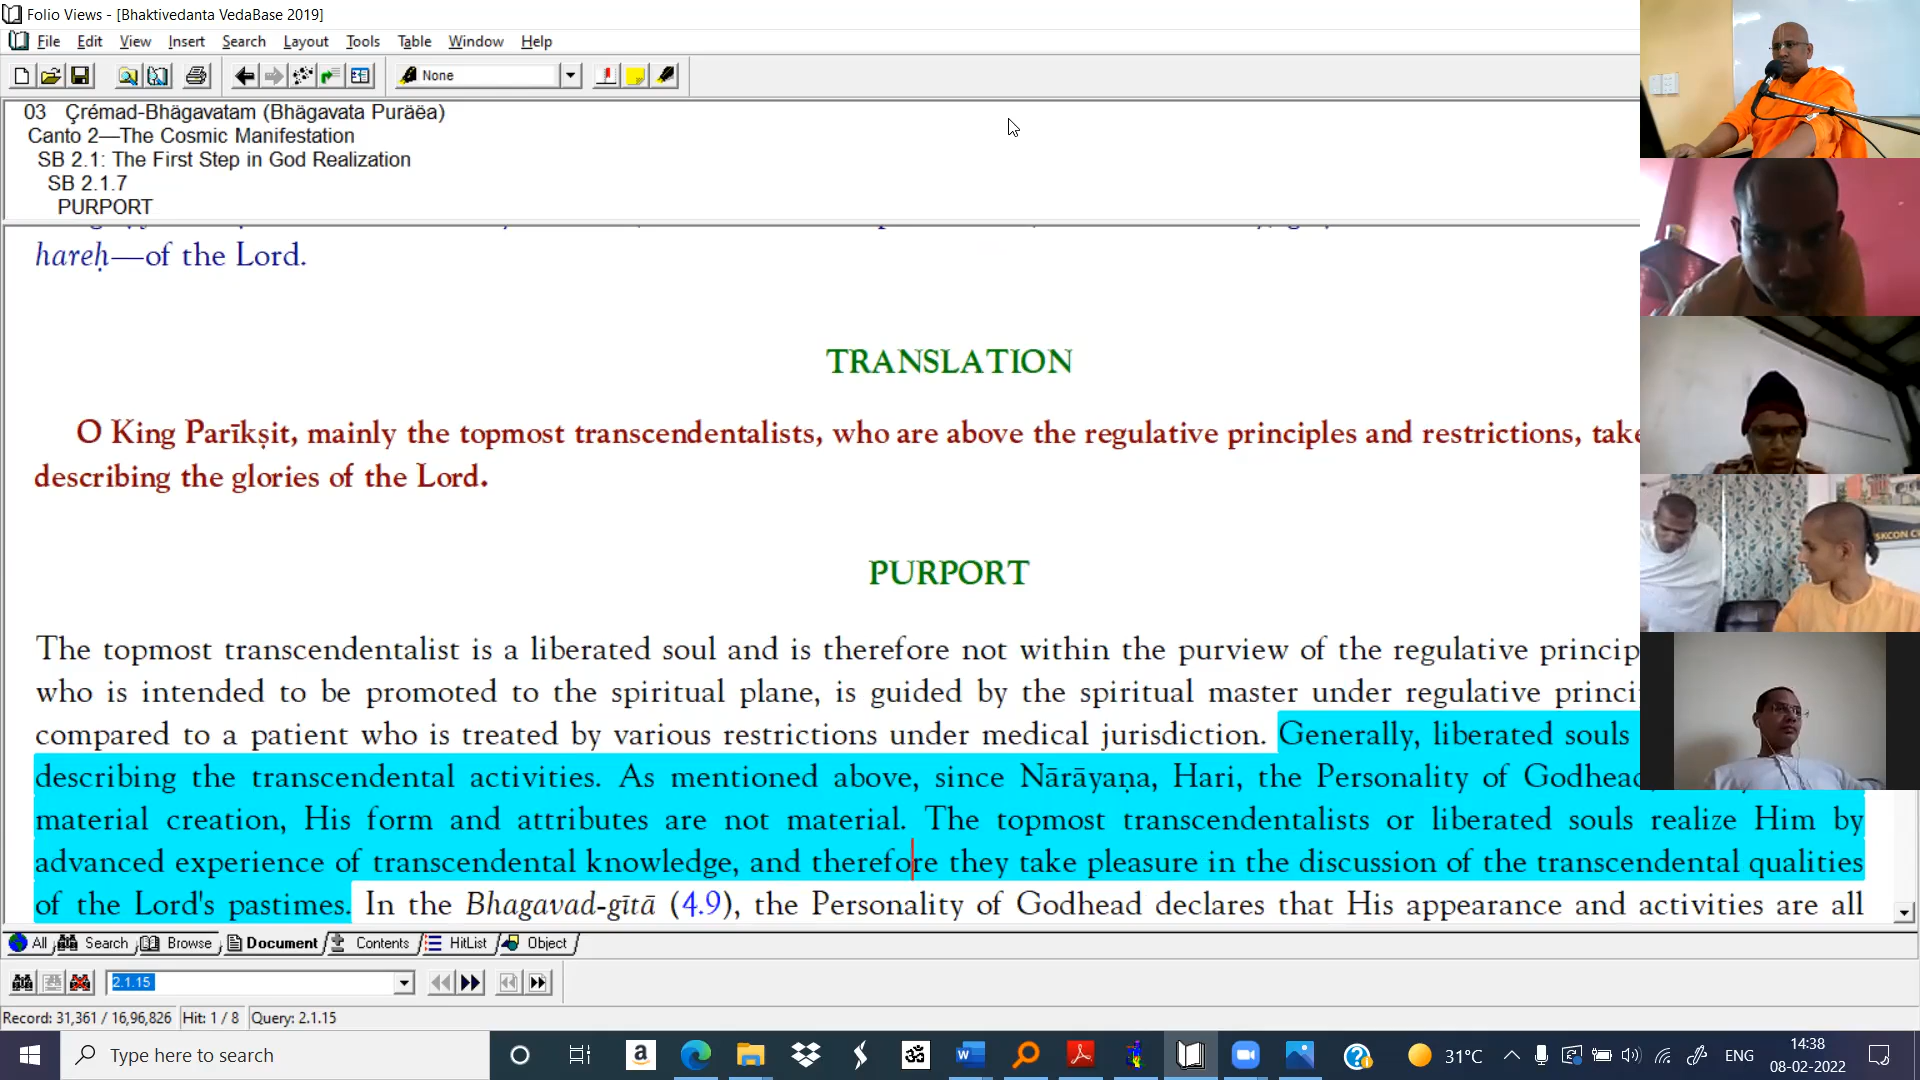 Folio Views - [Bhaktivedanta VedaBase 2019]
File Edit View Insert Search Layout Tools Table Window Help
None
03 Çrémad-Bhägavatam (Bhägavata Puräëa)
Canto 2—The Cosmic Manifestation
SB 2.1: The First Step in God Realization
SB 2.1.7
PURPORT
hareḥ—of the Lord.
TRANSLATION
O King Parīkṣit, mainly the topmost transcendentalists, who are above the regulative principles and restrictions, take
describing the glories of the Lord.
PURPORT
The topmost transcendentalist is a liberated soul and is therefore not within the purview of the regulative princip
who is intended to be promoted to the spiritual plane, is guided by the spiritual master under regulative princi
compared to a patient who is treated by various restrictions under medical jurisdiction. Generally, liberated souls
describing the transcendental activities. As mentioned above, since Nārāyaṇa, Hari, the Personality of Godhead
material creation, His form and attributes are not material. The topmost transcendentalists or liberated souls realize Him by
advanced experience of transcendental knowledge, and therefore they take pleasure in the discussion of the transcendental qualities
of the Lord's pastimes. In the Bhagavad-gītā (4.9), the Personality of Godhead declares that His appearance and activities are all
All Search Browse Document Contents HitList Object
2.1.15
Record: 31,361 / 16,96,826 Hit: 1 / 8 Query: 2.1.15
Type here to search
31°C ENG 14:38
08-02-2022